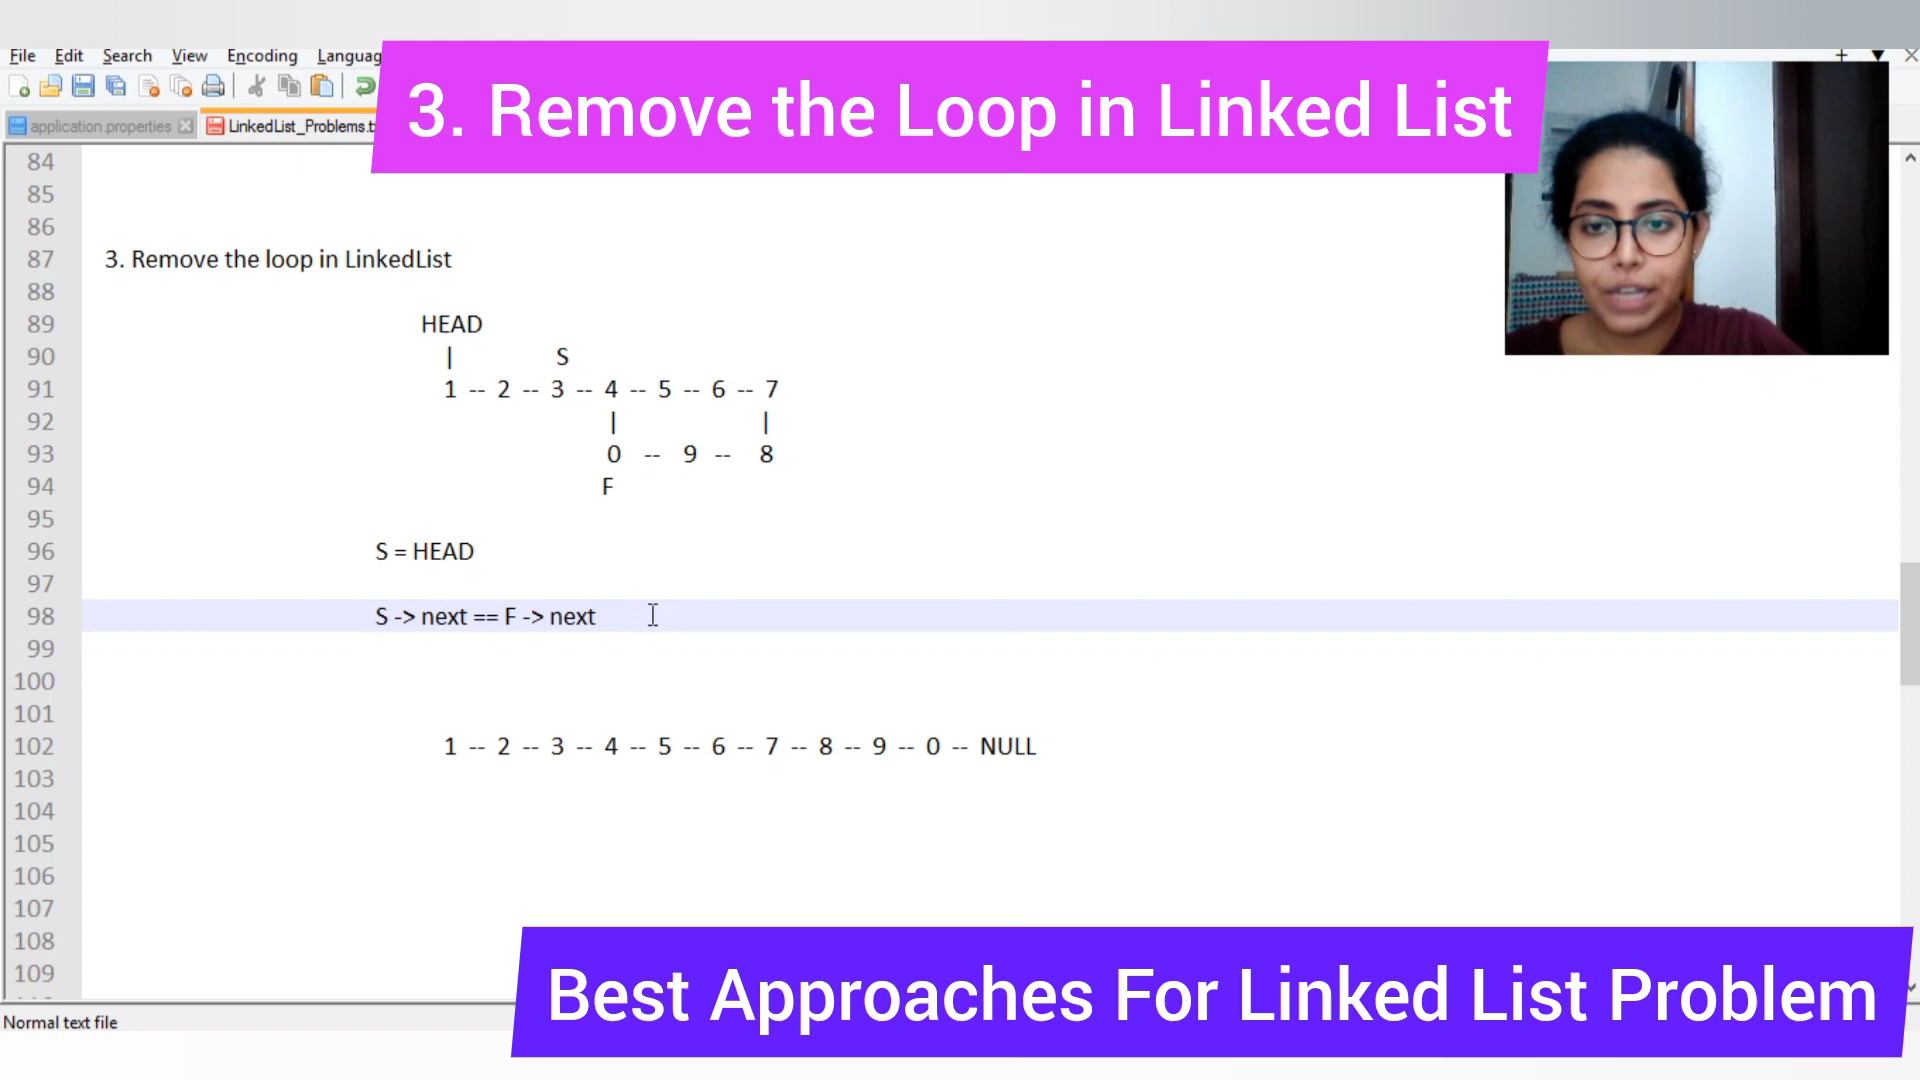 3. Remove the Loop in Linked List
File Edit Search View Encoding
application.properties LinkedList_Problems.t
84
85
86
87 3. Remove the loop in LinkedList
88
89 HEAD
90 | S
91 1 -- 2 -- 3 -- 4 -- 5 -- 6 -- 7
92 | |
93 0 -- 9 -- 8
94 F
95
96 S = HEAD
97
98 S -> next == F -> next
99
100
101
102 1 -- 2 -- 3 -- 4 -- 5 -- 6 -- 7 -- 8 -- 9 -- 0 -- NULL
103
104
105
106
107
108
109
Best Approaches For Linked List Problem
Normal text file